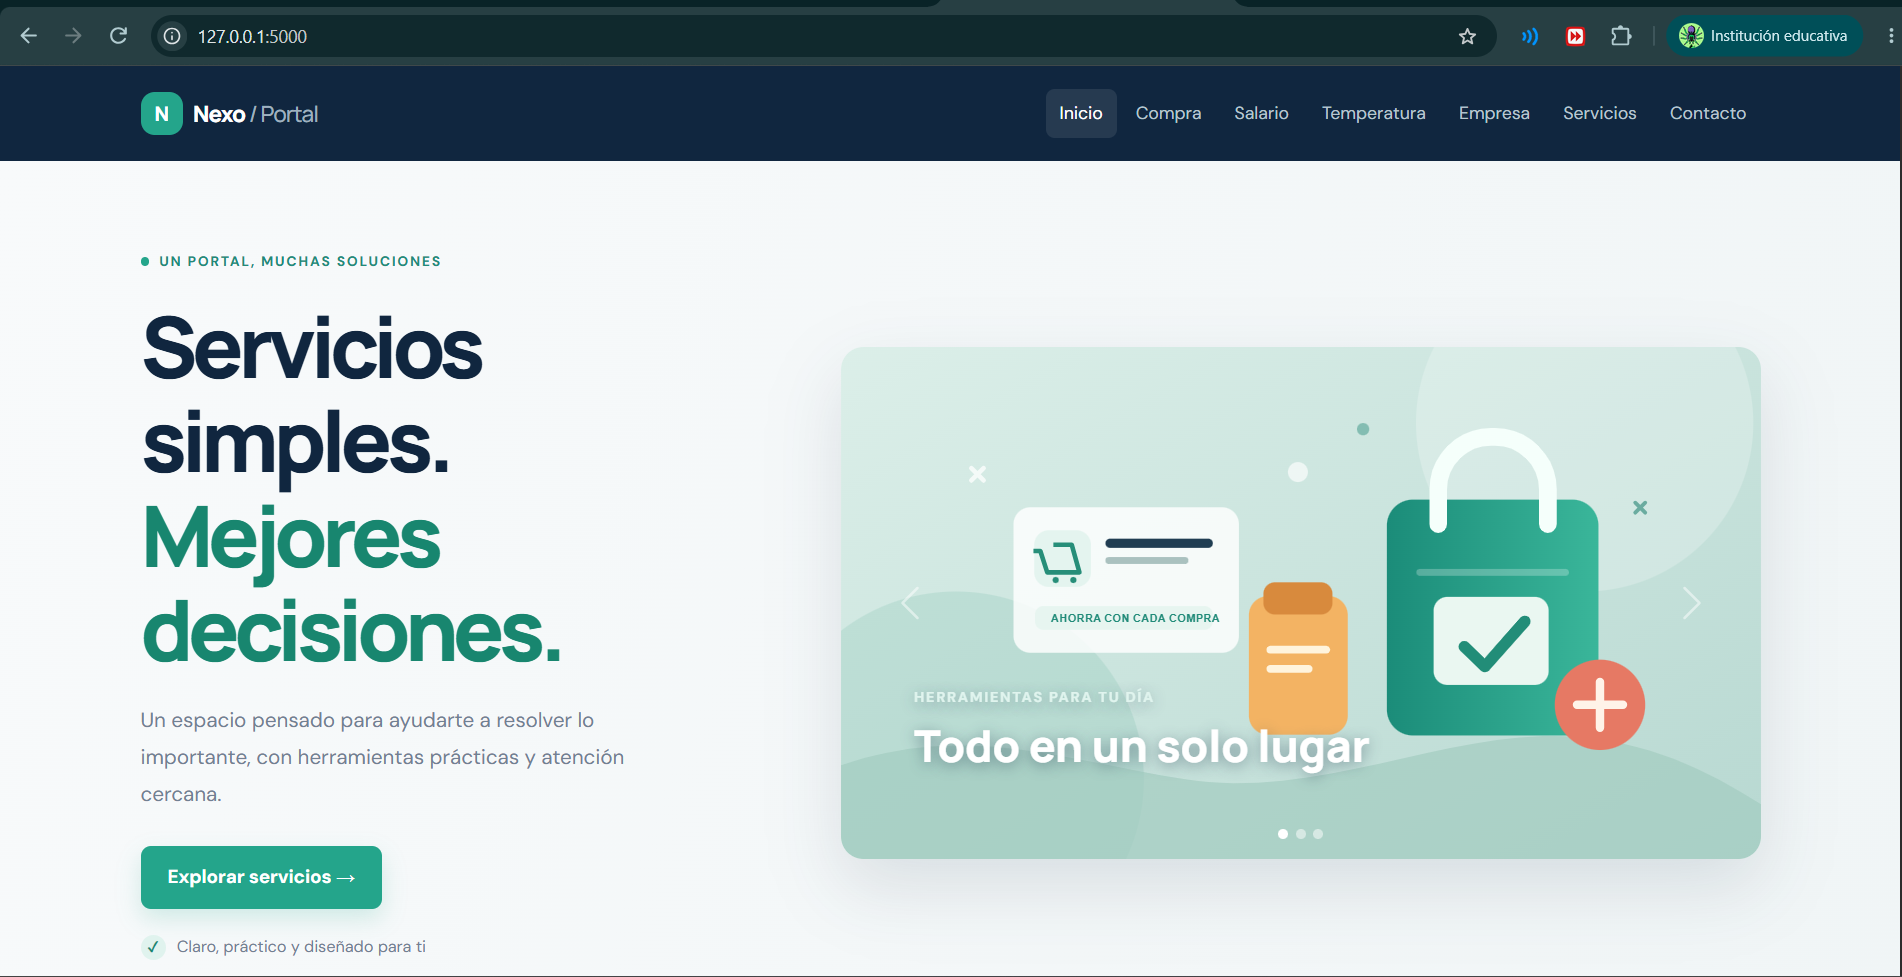 127.0.0.1:5000
Institución educativa
N Nexo / Portal
Inicio Compra Salario Temperatura Empresa Servicios Contacto
UN PORTAL, MUCHAS SOLUCIONES
Servicios
simples.
Mejores
decisiones.
Un espacio pensado para ayudarte a resolver lo
importante, con herramientas prácticas y atención
cercana.
Explorar servicios →
✓ Claro, práctico y diseñado para ti
AHORRA CON CADA COMPRA
HERRAMIENTAS PARA TU DÍA
Todo en un solo lugar